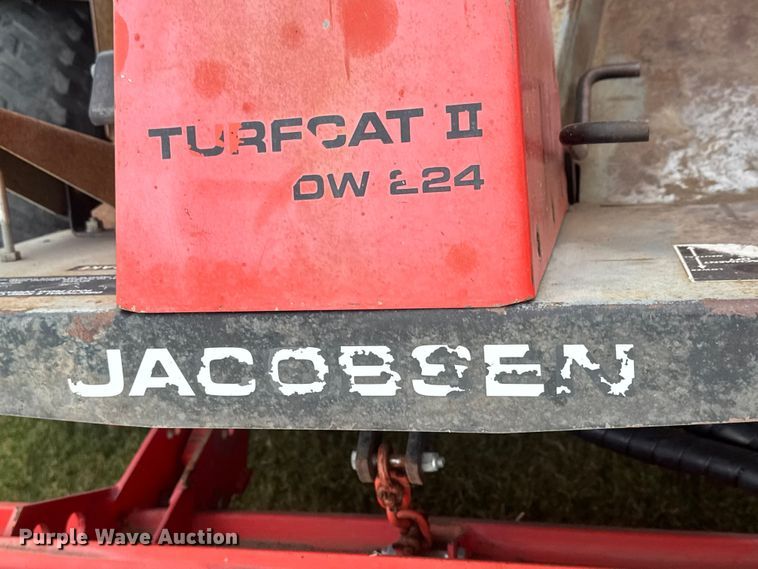 TURFCAT II
DW 224
JACOBSEN
Purple Wave Auction